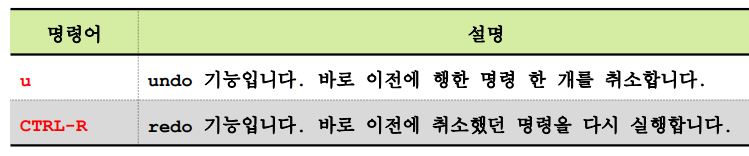 명령어 설명
u undo 기능입니다. 바로 이전에 행한 명령 한 개를 취소합니다.
CTRL-R redo 기능입니다. 바로 이전에 취소했던 명령을 다시 실행합니다.